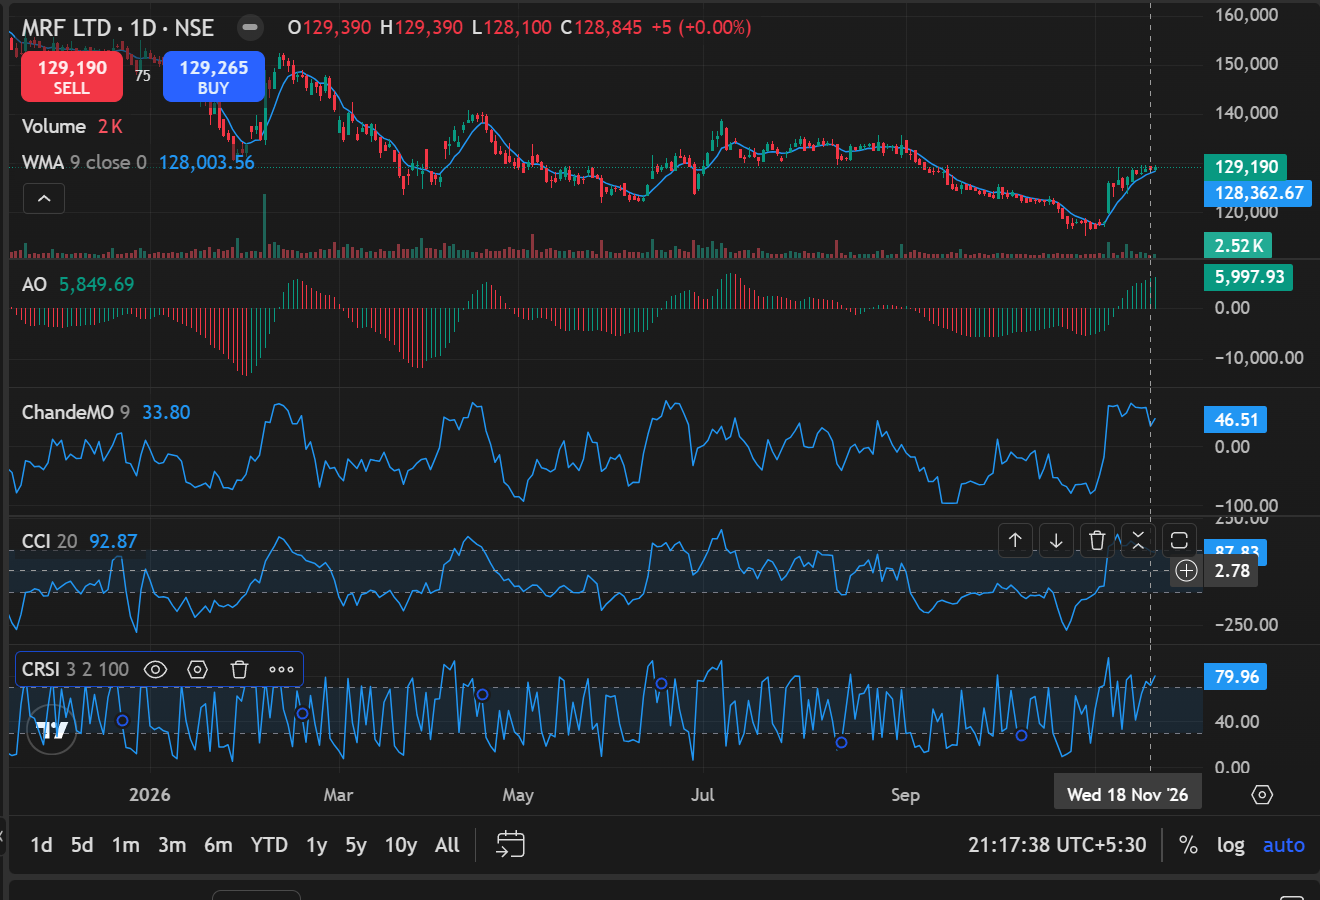 MRF LTD · 1D · NSE O129,390 H129,390 L128,100 C128,845 +5 (+0.00%)
129,190 SELL
75
129,265 BUY
Volume 2K
WMA 9 close 0 128,003.56
160,000
150,000
140,000
129,190
128,362.67
120,000
2.52K
AO 5,849.69
5,997.93
0.00
−10,000.00
ChandeMO 9 33.80
46.51
0.00
−100.00
CCI 20 92.87
250.00
87.83
2.78
−250.00
CRSI 3 2 100
79.96
40.00
0.00
2026 Mar May Jul Sep Wed 18 Nov '26
1d 5d 1m 3m 6m YTD 1y 5y 10y All 21:17:38 UTC+5:30 % log auto